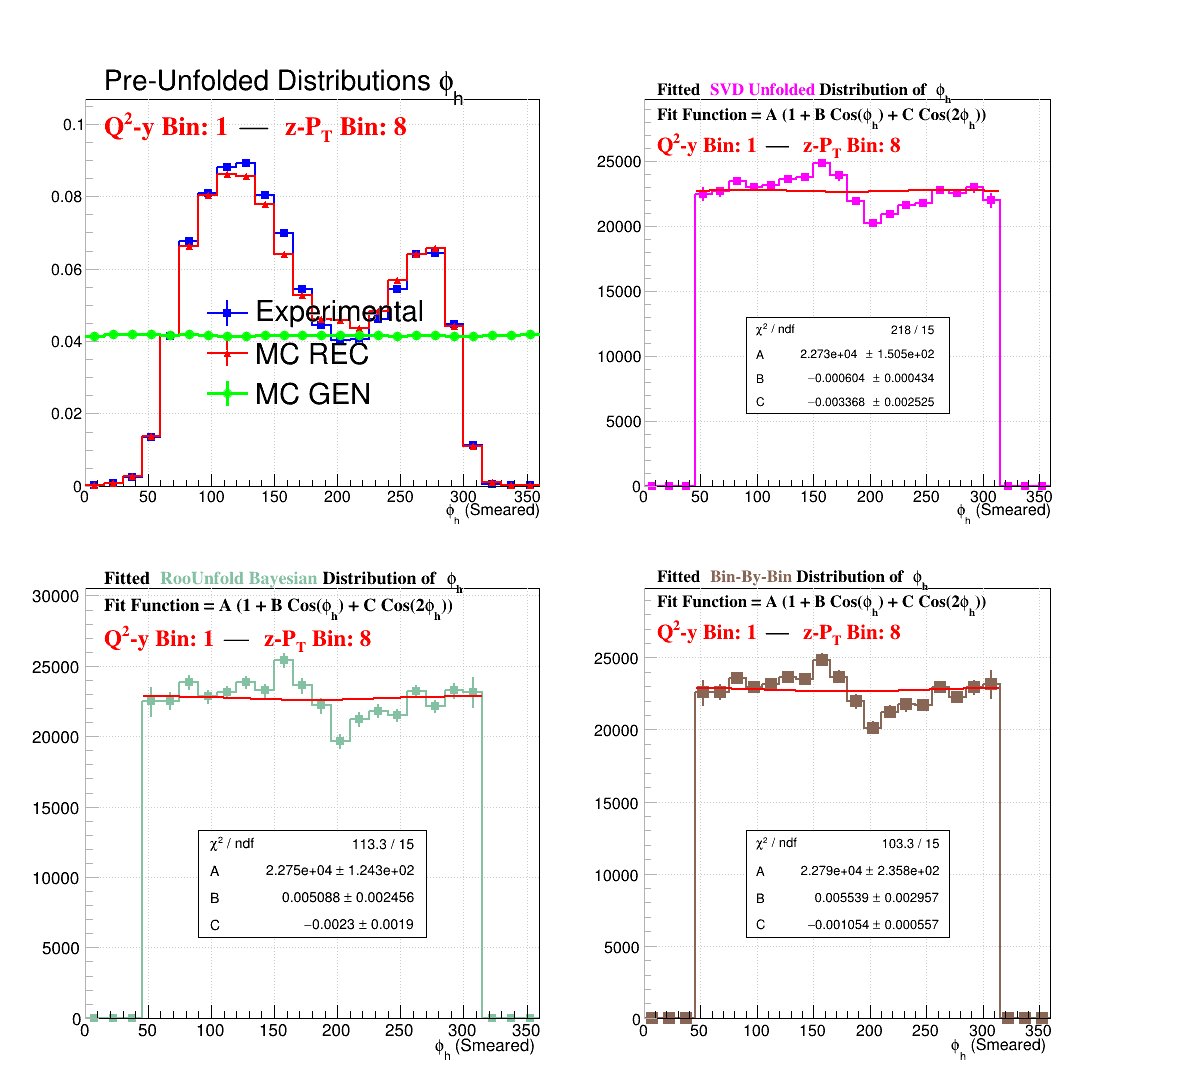 Pre-Unfolded Distributions ϕh
Q2-y Bin: 1 — z-PT Bin: 8
0.1
0.08
0.06
0.04
0.02
0
Experimental
MC REC
MC GEN
0 50 100 150 200 250 300 350
ϕh (Smeared)
Fitted SVD Unfolded Distribution of ϕh
Fit Function = A (1 + B Cos(ϕh) + C Cos(2ϕh))
Q2-y Bin: 1 — z-PT Bin: 8
25000
20000
15000
10000
5000
0
χ2 / ndf 218 / 15
A 2.273e+04 ± 1.505e+02
B −0.000604 ± 0.000434
C −0.003368 ± 0.002525
0 50 100 150 200 250 300 350
ϕh (Smeared)
Fitted RooUnfold Bayesian Distribution of ϕh
Fit Function = A (1 + B Cos(ϕh) + C Cos(2ϕh))
Q2-y Bin: 1 — z-PT Bin: 8
30000
25000
20000
15000
10000
5000
0
χ2 / ndf 113.3 / 15
A 2.275e+04 ± 1.243e+02
B 0.005088 ± 0.002456
C −0.0023 ± 0.0019
0 50 100 150 200 250 300 350
ϕh (Smeared)
Fitted Bin-By-Bin Distribution of ϕh
Fit Function = A (1 + B Cos(ϕh) + C Cos(2ϕh))
Q2-y Bin: 1 — z-PT Bin: 8
25000
20000
15000
10000
5000
0
χ2 / ndf 103.3 / 15
A 2.279e+04 ± 2.358e+02
B 0.005539 ± 0.002957
C −0.001054 ± 0.000557
0 50 100 150 200 250 300 350
ϕh (Smeared)